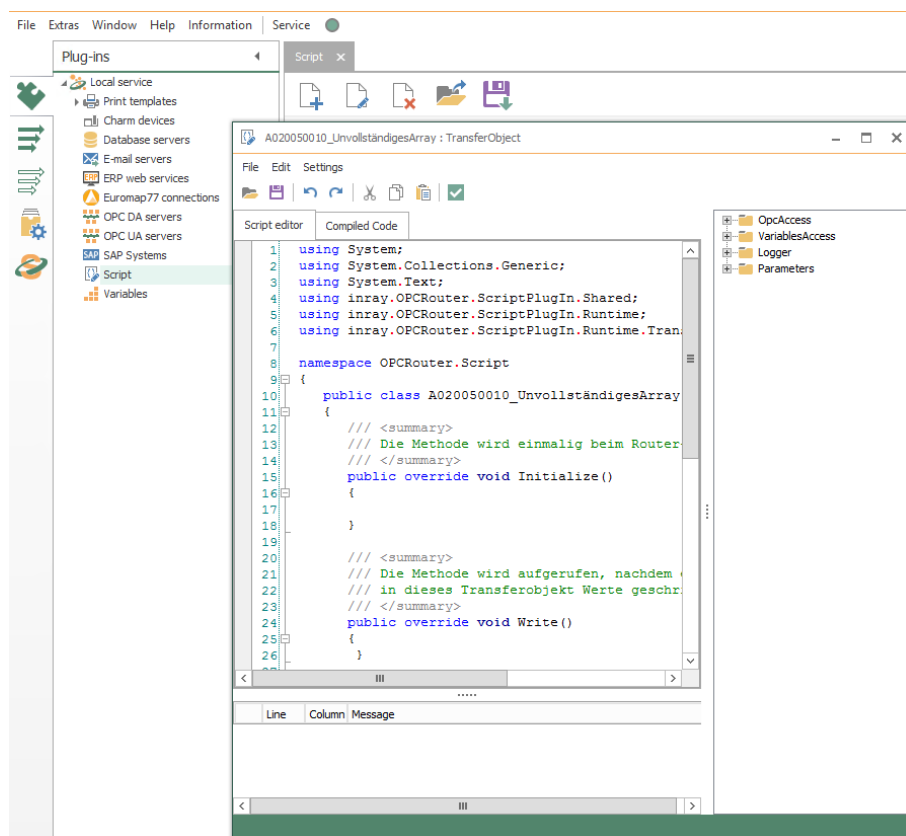 File Extras Window Help Information Service
Plug-ins
Script
Local service
Print templates
Charm devices
Database servers
E-mail servers
ERP ERP web services
Euromap77 connections
OPC DA servers
OPC UA servers
SAP SAP Systems
Script
Variables
A020050010_UnvollständigesArray : TransferObject
File Edit Settings
Script editor Compiled Code
1 using System;
2 using System.Collections.Generic;
3 using System.Text;
4 using inray.OPCRouter.ScriptPlugIn.Shared;
5 using inray.OPCRouter.ScriptPlugIn.Runtime;
6 using inray.OPCRouter.ScriptPlugIn.Runtime.Tran
7
8 namespace OPCRouter.Script
9 {
10 public class A020050010_UnvollständigesArray
11 {
12 /// <summary>
13 /// Die Methode wird einmalig beim Router
14 /// </summary>
15 public override void Initialize()
16 {
17
18 }
19
20 /// <summary>
21 /// Die Methode wird aufgerufen, nachdem
22 /// in dieses Transferobjekt Werte geschr
23 /// </summary>
24 public override void Write()
25 {
26 }
OpcAccess
VariablesAccess
Logger
Parameters
Line Column Message